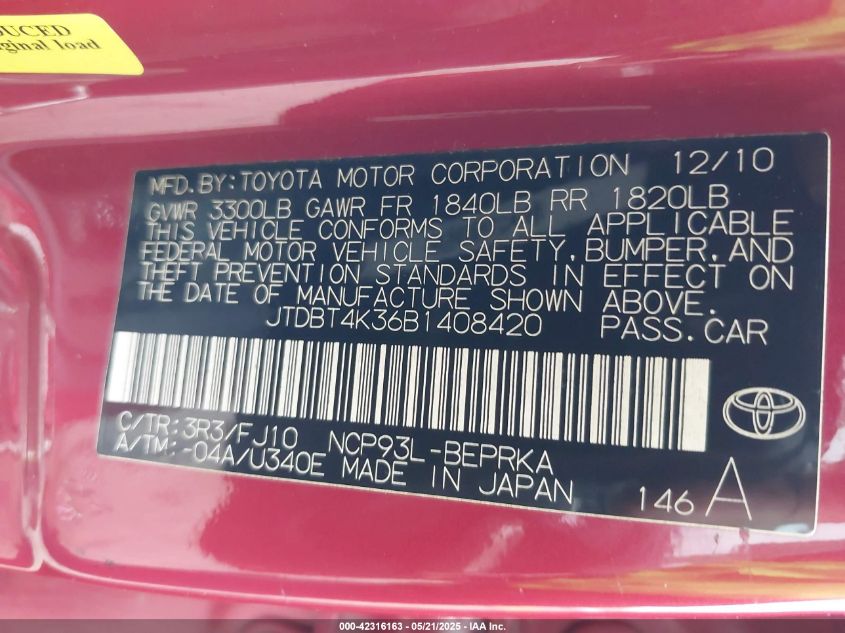 UCED
ginal load
MFD. BY: TOYOTA MOTOR CORPORATION 12/10
GVWR 3300LB GAWR FR 1840LB RR 1820LB
THIS VEHICLE CONFORMS TO ALL APPLICABLE
FEDERAL MOTOR VEHICLE SAFETY, BUMPER, AND
THEFT PREVENTION STANDARDS IN EFFECT ON
THE DATE OF MANUFACTURE SHOWN ABOVE.
JTDBT4K36B1408420 PASS. CAR
C/TR: 3R3/FJ10 NCP93L-BEPRKA
A/TM: -04A/U340E MADE IN JAPAN
146 A
000-42316163 - 05/21/2025 - IAA Inc.